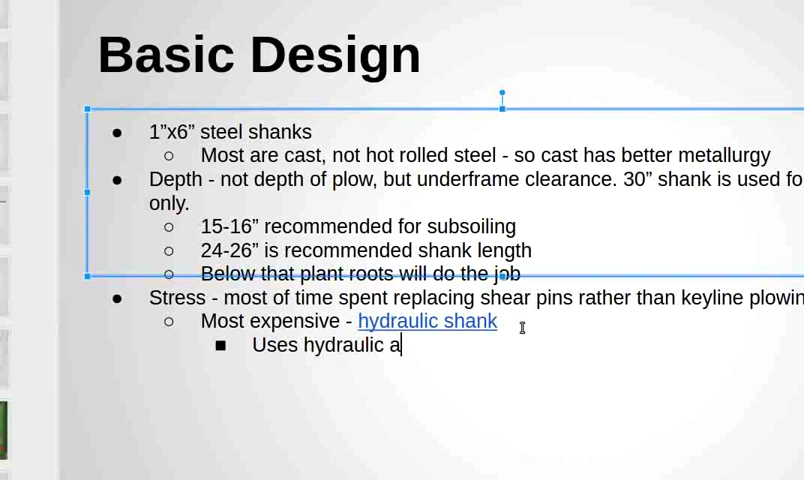 Basic Design
● 1”x6” steel shanks
○ Most are cast, not hot rolled steel - so cast has better metallurgy
● Depth - not depth of plow, but underframe clearance. 30” shank is used fo
only.
○ 15-16” recommended for subsoiling
○ 24-26” is recommended shank length
○ Below that plant roots will do the job
● Stress - most of time spent replacing shear pins rather than keyline plowin
○ Most expensive - hydraulic shank
■ Uses hydraulic a